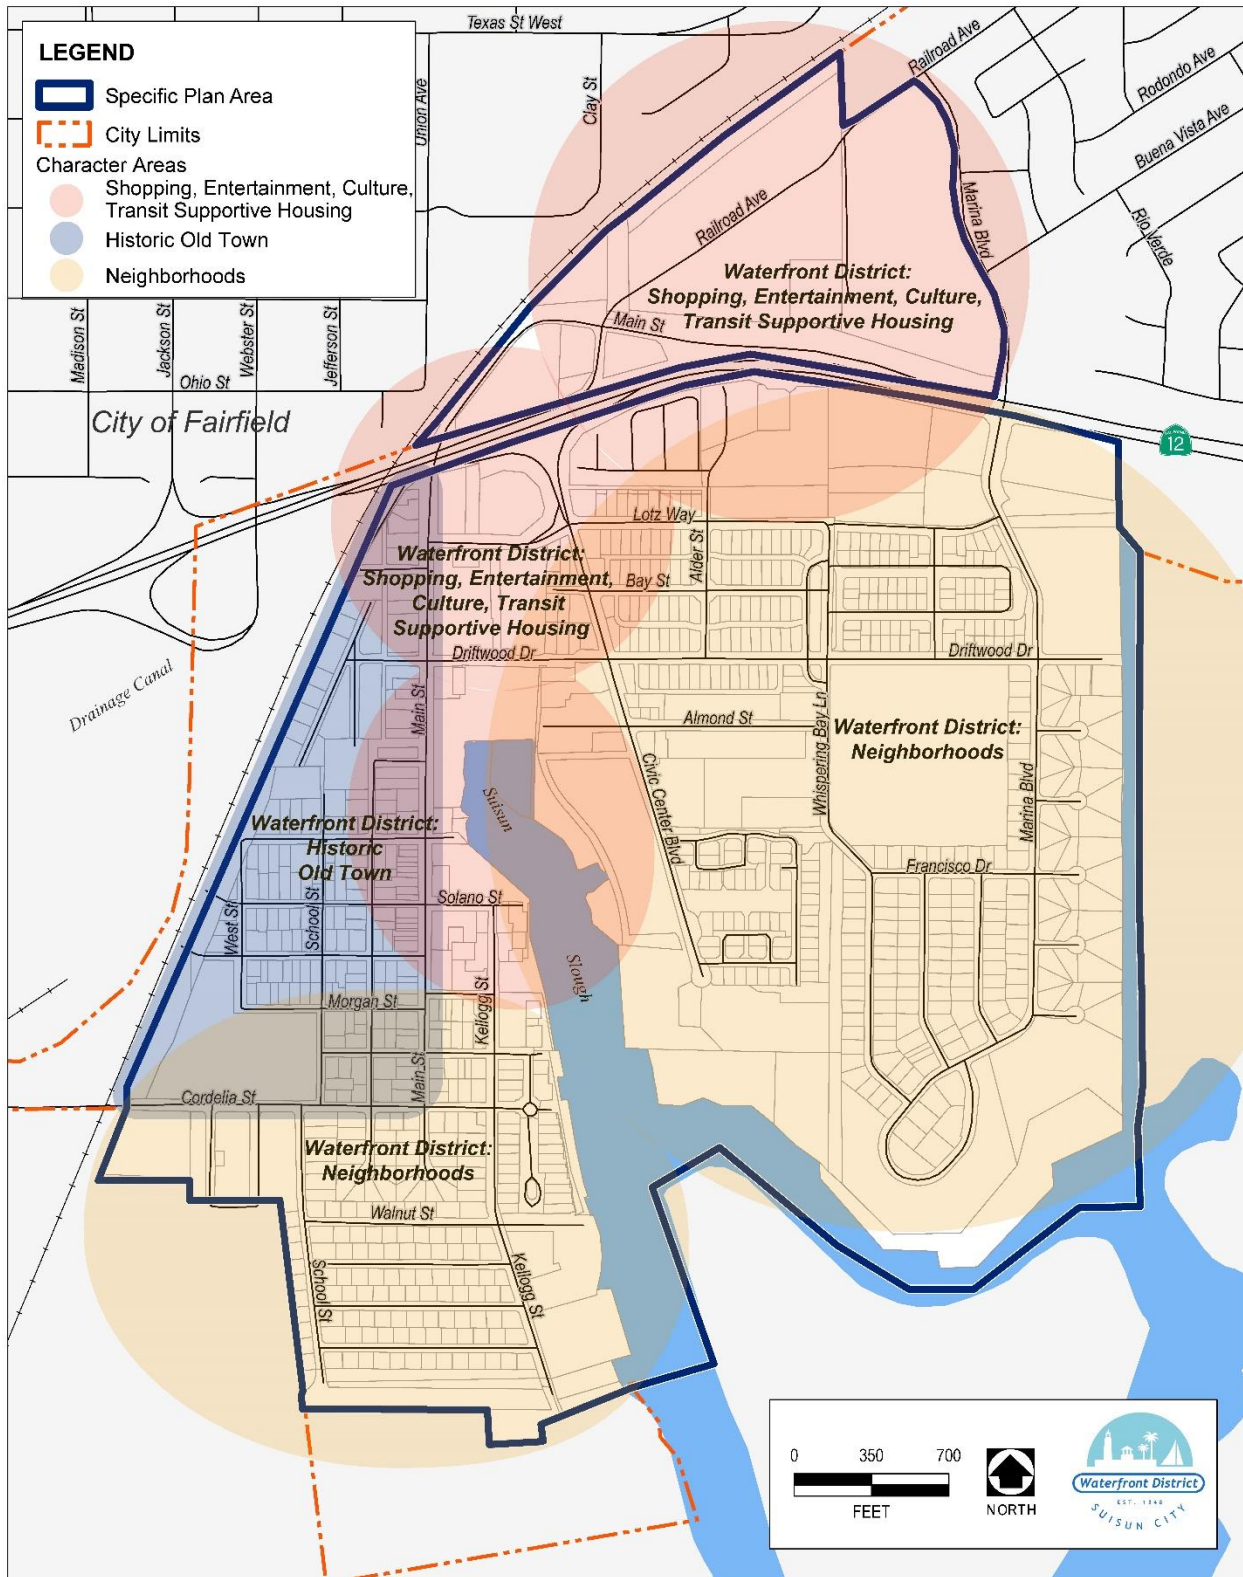 Texas St West
LEGEND
Specific Plan Area
City Limits
Character Areas
Shopping, Entertainment, Culture,
Transit Supportive Housing
Historic Old Town
Neighborhoods
Union Ave
Clay St
Railroad Ave
Rodondo Ave
Buena Vista Ave
Rio Verde
Marina Blvd
Railroad Ave
Waterfront District:
Shopping, Entertainment, Culture,
Transit Supportive Housing
Main St
Madison St
Jackson St
Webster St
Jefferson St
Ohio St
City of Fairfield
12
Lotz Way
Alder St
Bay St
Waterfront District:
Shopping, Entertainment,
Culture, Transit
Supportive Housing
Driftwood Dr
Driftwood Dr
Drainage Canal
Main St
Almond St
Whispering Bay Ln
Waterfront District:
Neighborhoods
Civic Center Blvd
Marina Blvd
Suisun
Waterfront District:
Historic
Old Town
Francisco Dr
Solano St
West St
School St
Slough
Kellogg St
Morgan St
Main St
Cordelia St
Waterfront District:
Neighborhoods
Walnut St
School St
Kellogg St
0 350 700
FEET
NORTH
Waterfront District
EST. 1848
SUISUN CITY